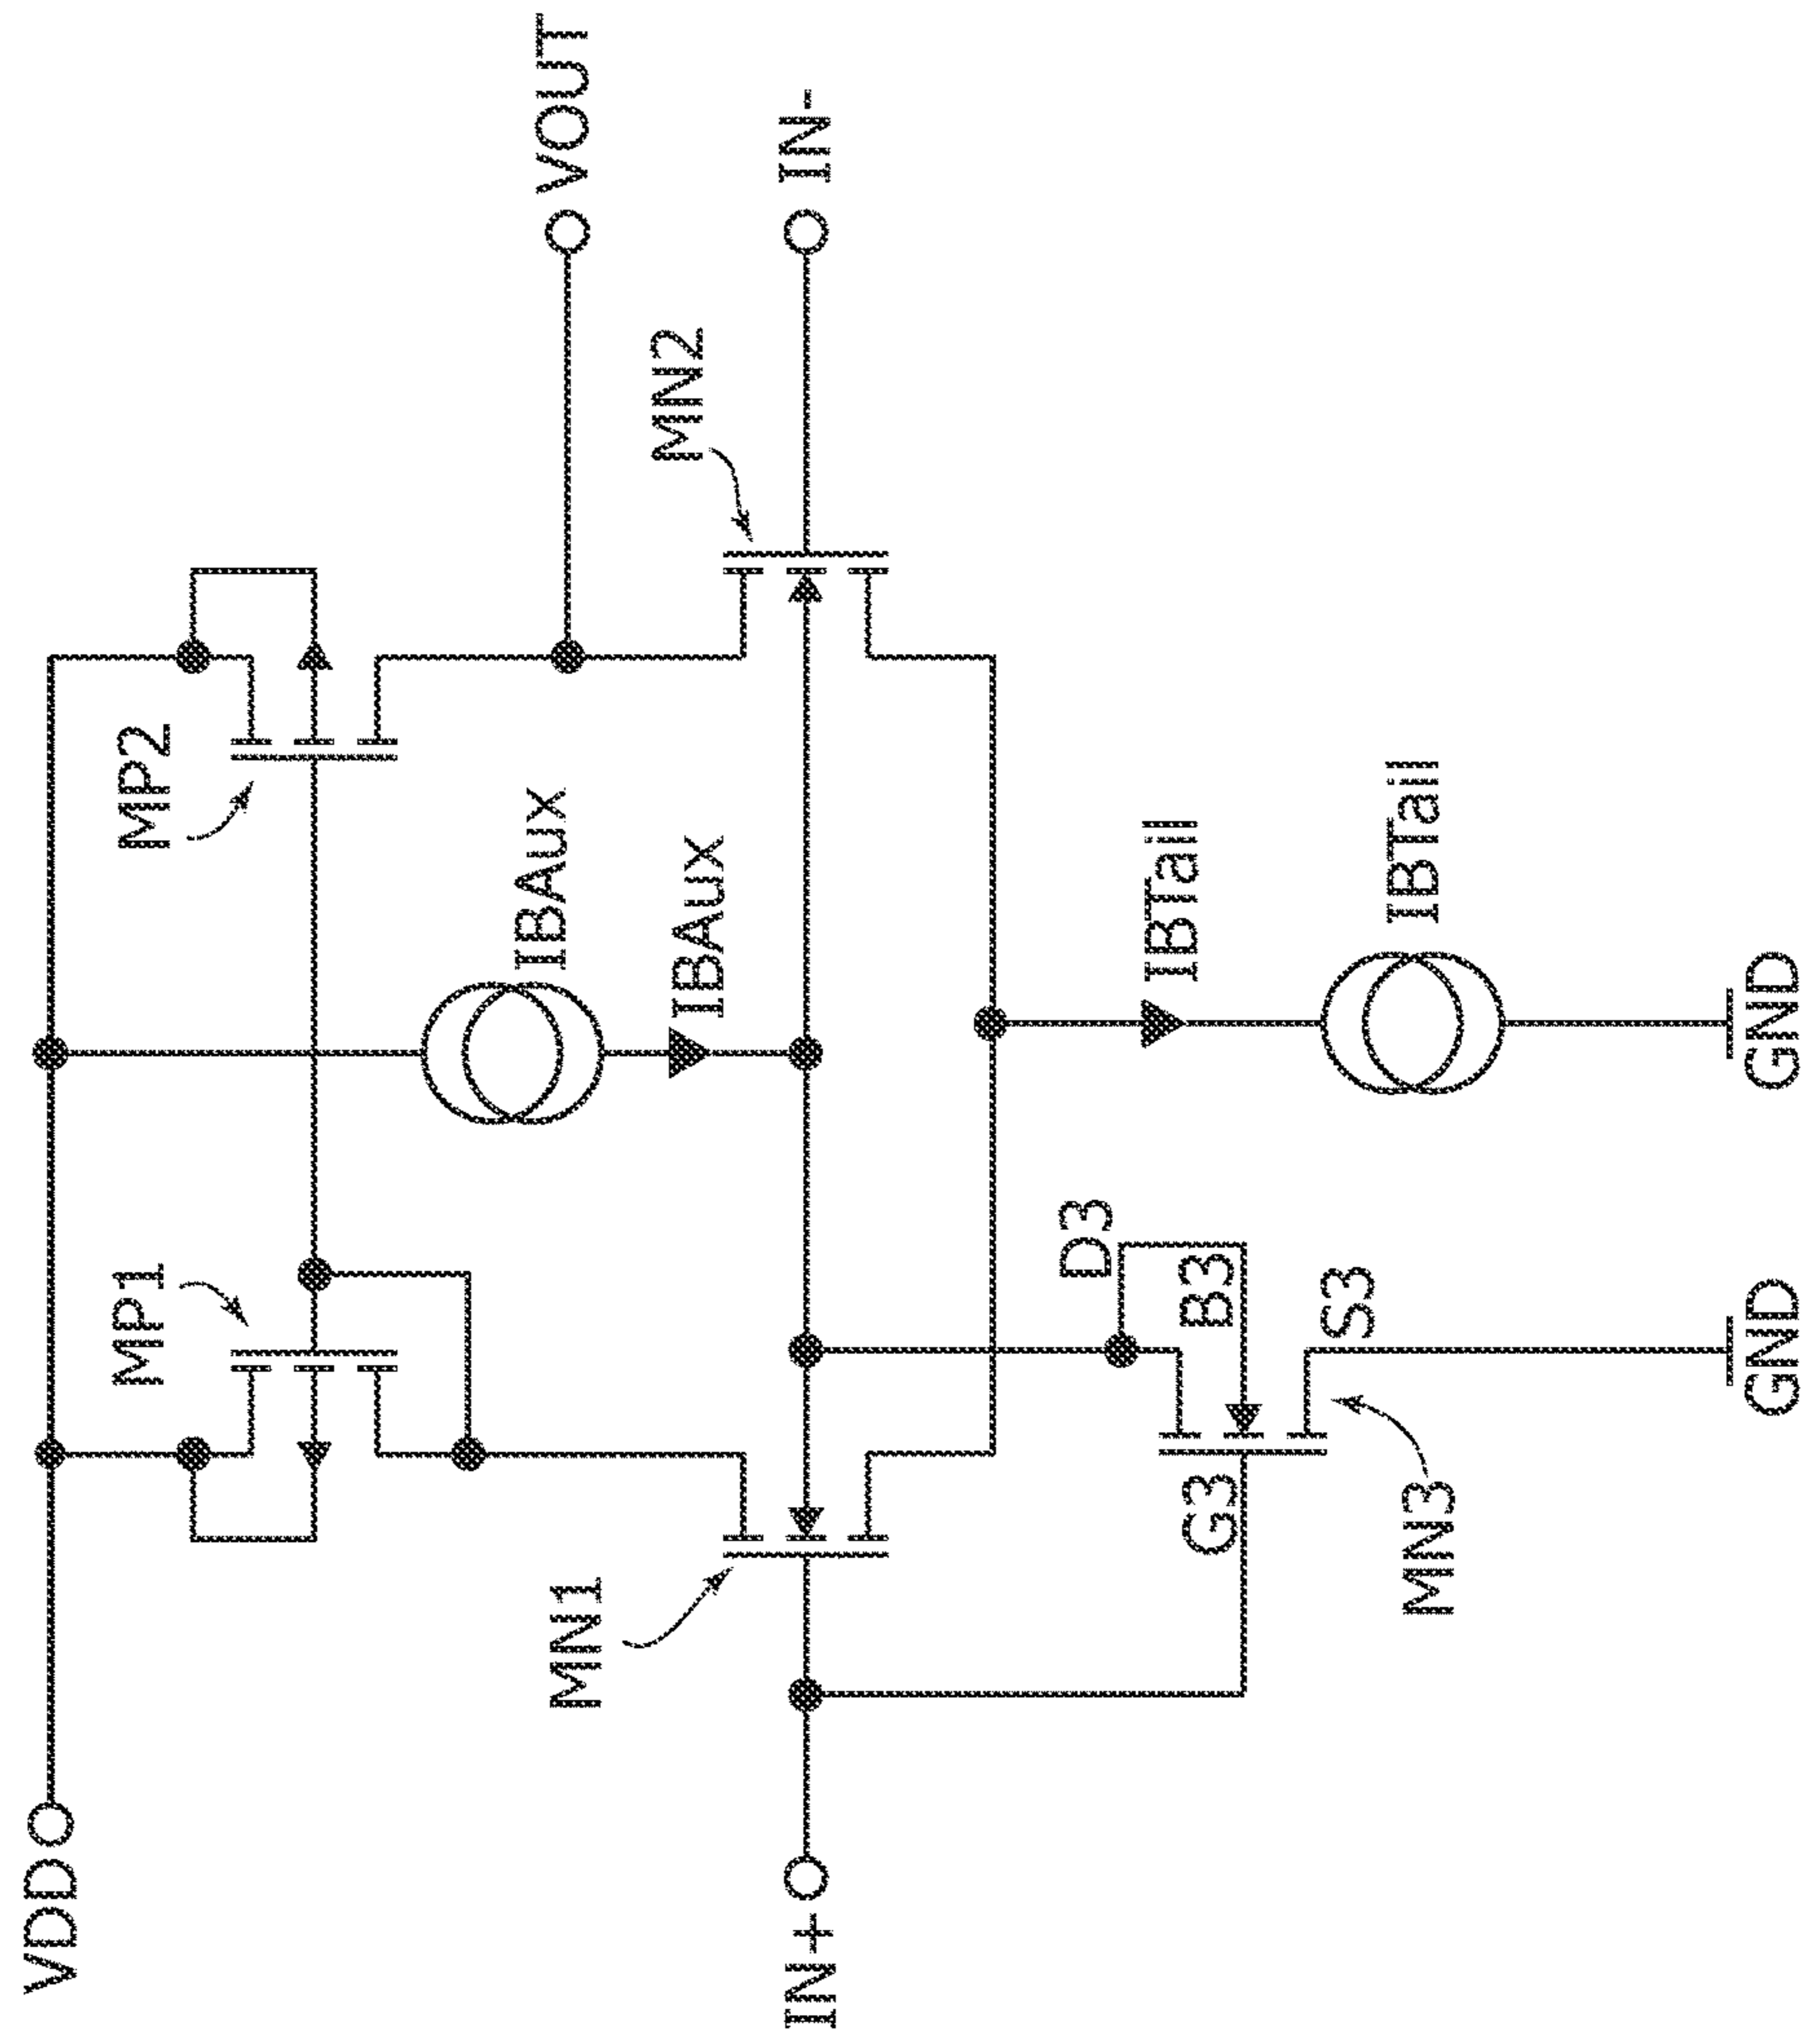 VDD
MP1
MP2
IBAux
VOUT
MN1
IBAux
MN2
IN+
IN-
D3
IBTail
G3
B3
S3
MN3
IBTail
GND
GND